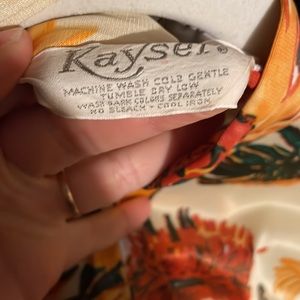 Kayser®
MACHINE WASH COLD GENTLE
TUMBLE DRY LOW
WASH DARK COLORS SEPARATELY
NO BLEACH - COOL IRON